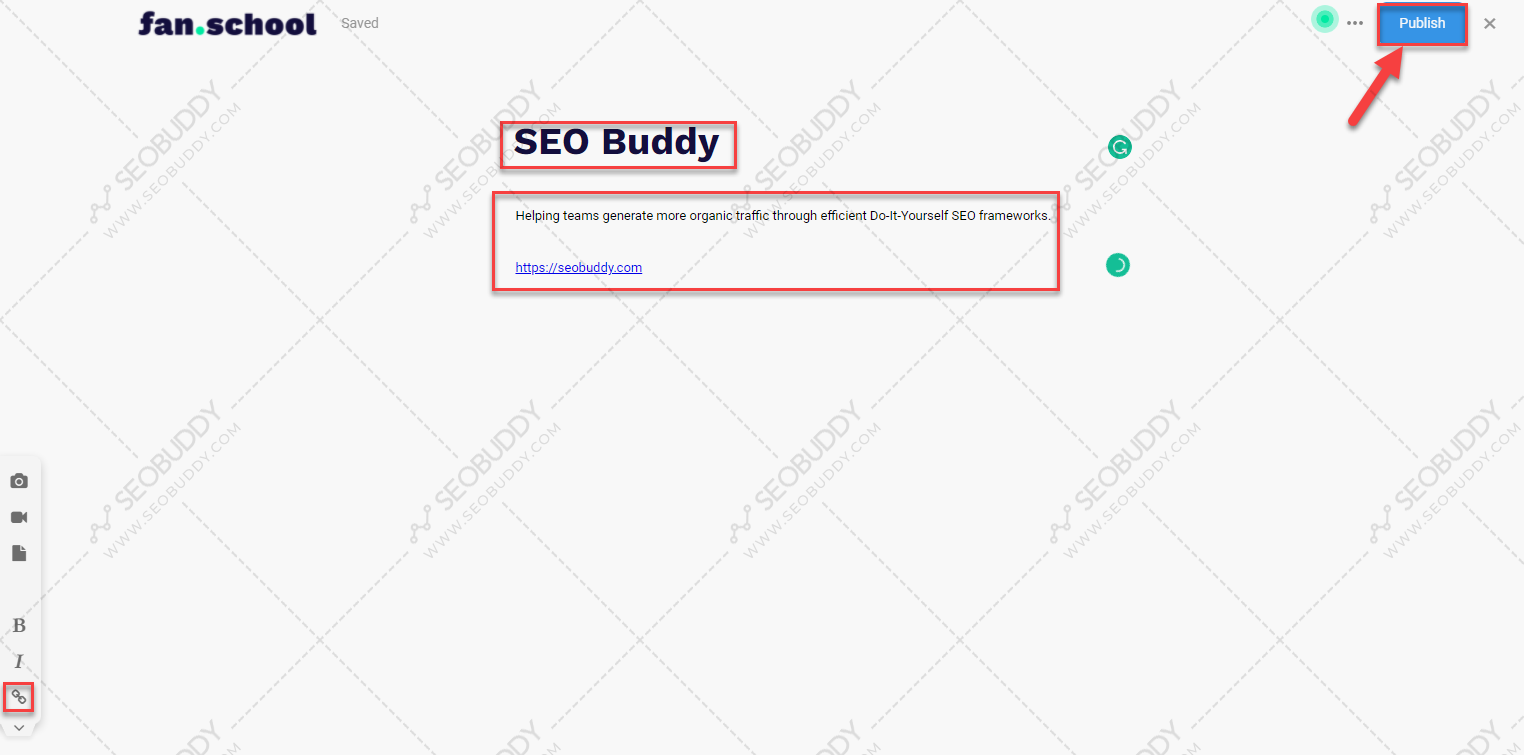 fan.school Saved Publish
SEO Buddy
Helping teams generate more organic traffic through efficient Do-It-Yourself SEO frameworks.
https://seobuddy.com
B
I
SEOBUDDY
WWW.SEOBUDDY.COM